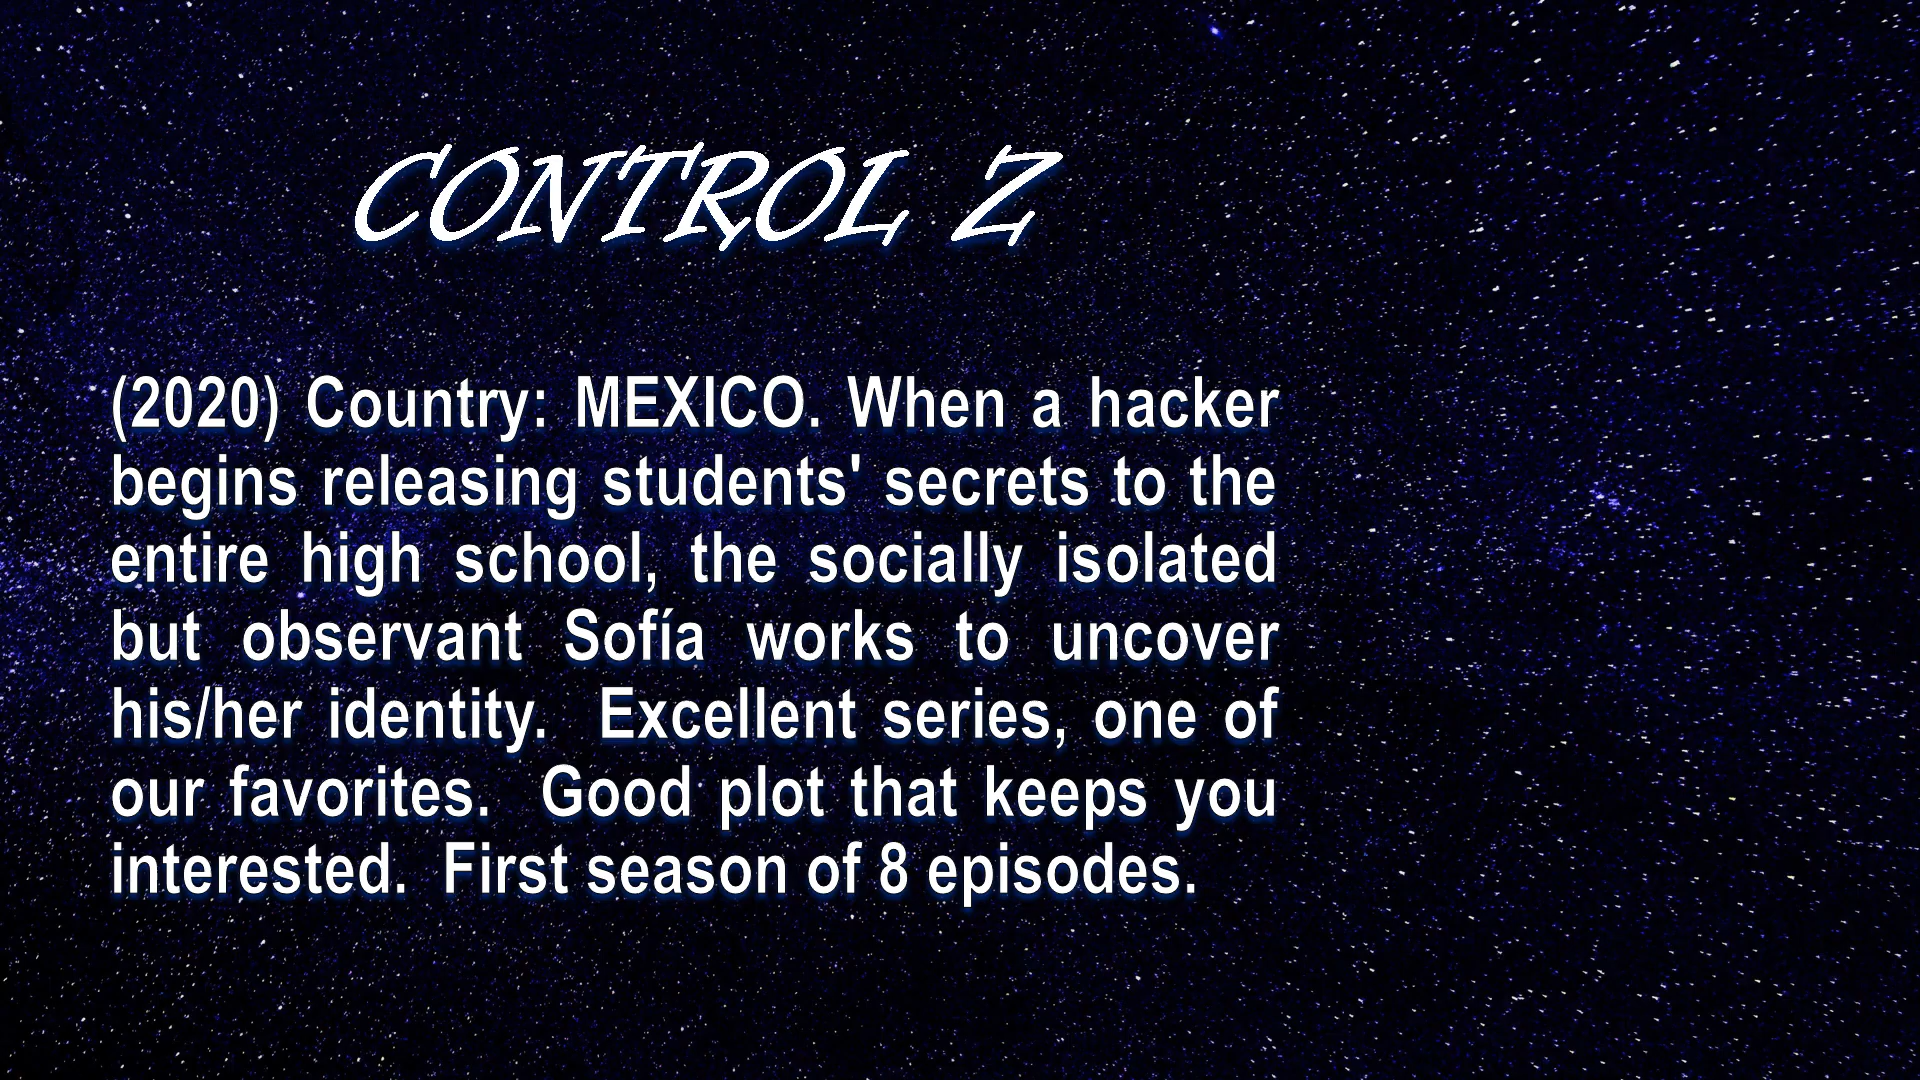 CONTROL Z
(2020) Country: MEXICO. When a hacker
begins releasing students' secrets to the
entire high school, the socially isolated
but observant Sofía works to uncover
his/her identity.  Excellent series, one of
our favorites.  Good plot that keeps you
interested.  First season of 8 episodes.